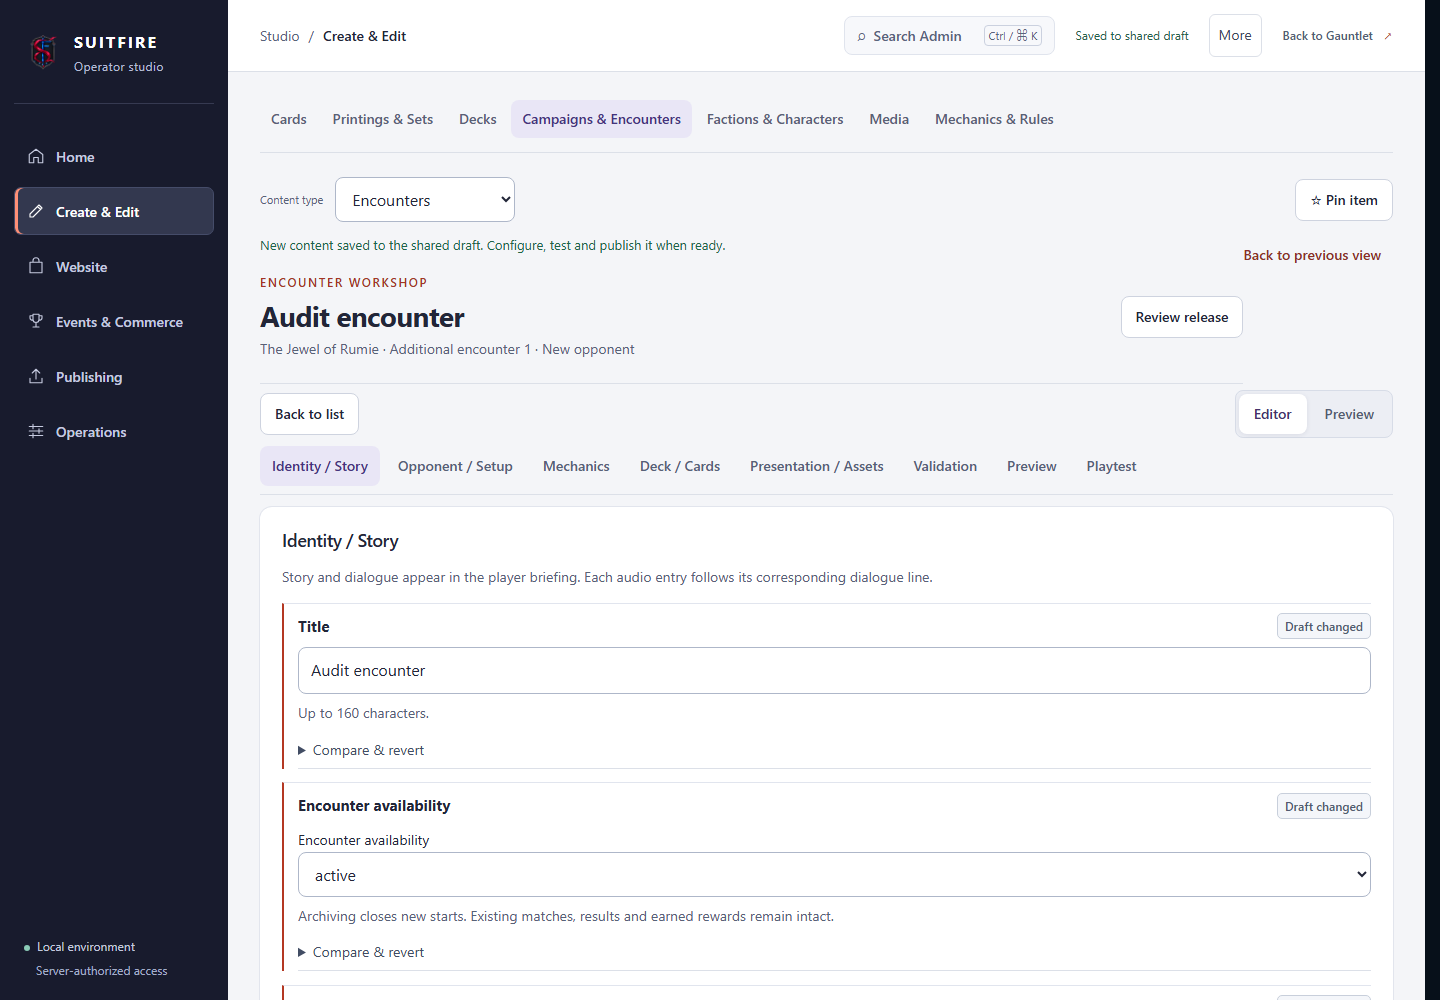 SUITFIRE
Operator studio
Home
Create & Edit
Website
Events & Commerce
Publishing
Operations
Local environment
Server-authorized access
Studio / Create & Edit
Search Admin Ctrl / ⌘ K
Saved to shared draft
More
Back to Gauntlet ↗
Cards Printings & Sets Decks Campaigns & Encounters Factions & Characters Media Mechanics & Rules
Content type Encounters
☆ Pin item
New content saved to the shared draft. Configure, test and publish it when ready.
Back to previous view
ENCOUNTER WORKSHOP
Audit encounter
Review release
The Jewel of Rumie · Additional encounter 1 · New opponent
Back to list
Editor Preview
Identity / Story Opponent / Setup Mechanics Deck / Cards Presentation / Assets Validation Preview Playtest
Identity / Story
Story and dialogue appear in the player briefing. Each audio entry follows its corresponding dialogue line.
Title Draft changed
Audit encounter
Up to 160 characters.
Compare & revert
Encounter availability Draft changed
Encounter availability
active
Archiving closes new starts. Existing matches, results and earned rewards remain intact.
Compare & revert